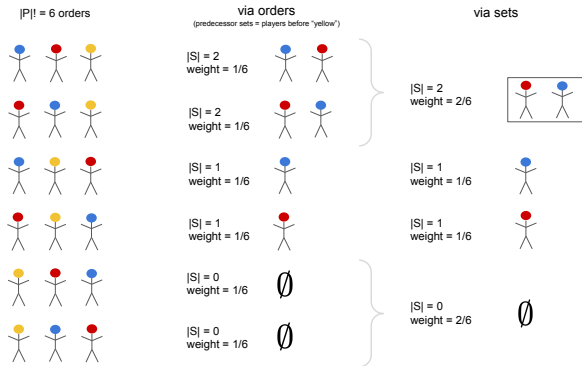 |P|! = 6 orders
via orders
(predecessor sets = players before "yellow")
via sets
|S| = 2
weight = 1/6
|S| = 2
weight = 1/6
|S| = 2
weight = 2/6
|S| = 1
weight = 1/6
|S| = 1
weight = 1/6
|S| = 1
weight = 1/6
|S| = 1
weight = 1/6
|S| = 0
weight = 1/6
∅
|S| = 0
weight = 1/6
∅
|S| = 0
weight = 2/6
∅